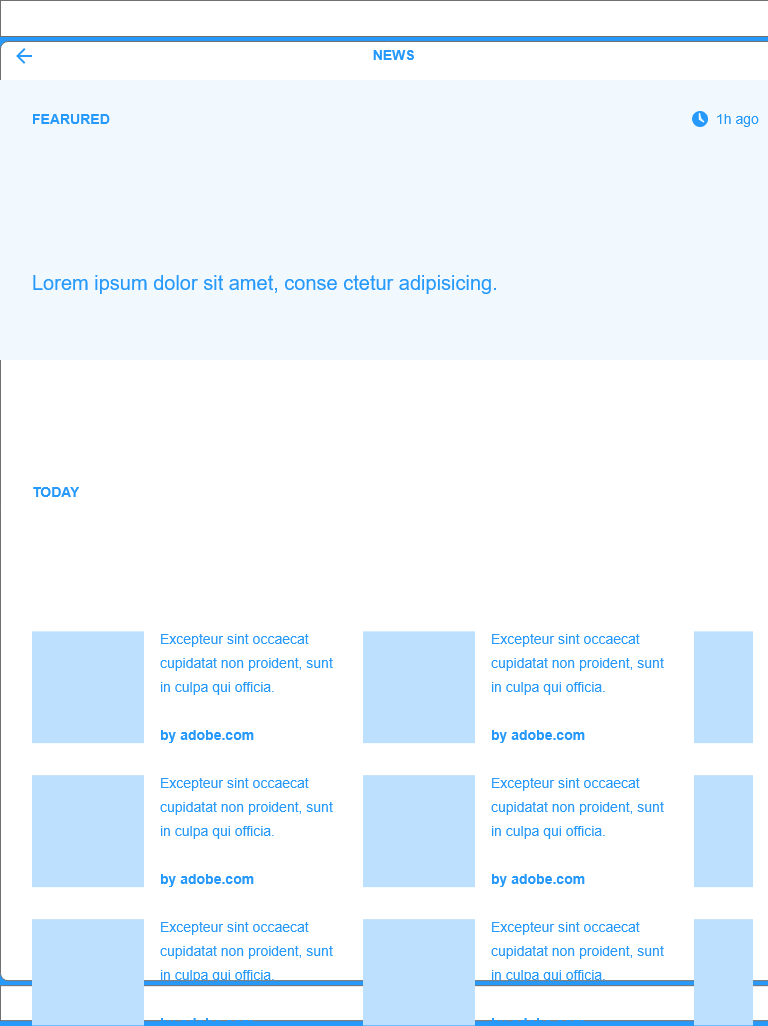 NEWS
FEARURED
1h ago
Lorem ipsum dolor sit amet, conse ctetur adipisicing.
TODAY
Excepteur sint occaecat
cupidatat non proident, sunt
in culpa qui officia.
by adobe.com
Excepteur sint occaecat
cupidatat non proident, sunt
in culpa qui officia.
by adobe.com
Excepteur sint occaecat
cupidatat non proident, sunt
in culpa qui officia.
by adobe.com
Excepteur sint occaecat
cupidatat non proident, sunt
in culpa qui officia.
by adobe.com
Excepteur sint occaecat
cupidatat non proident, sunt
in culpa qui officia.
Excepteur sint occaecat
cupidatat non proident, sunt
in culpa qui officia.